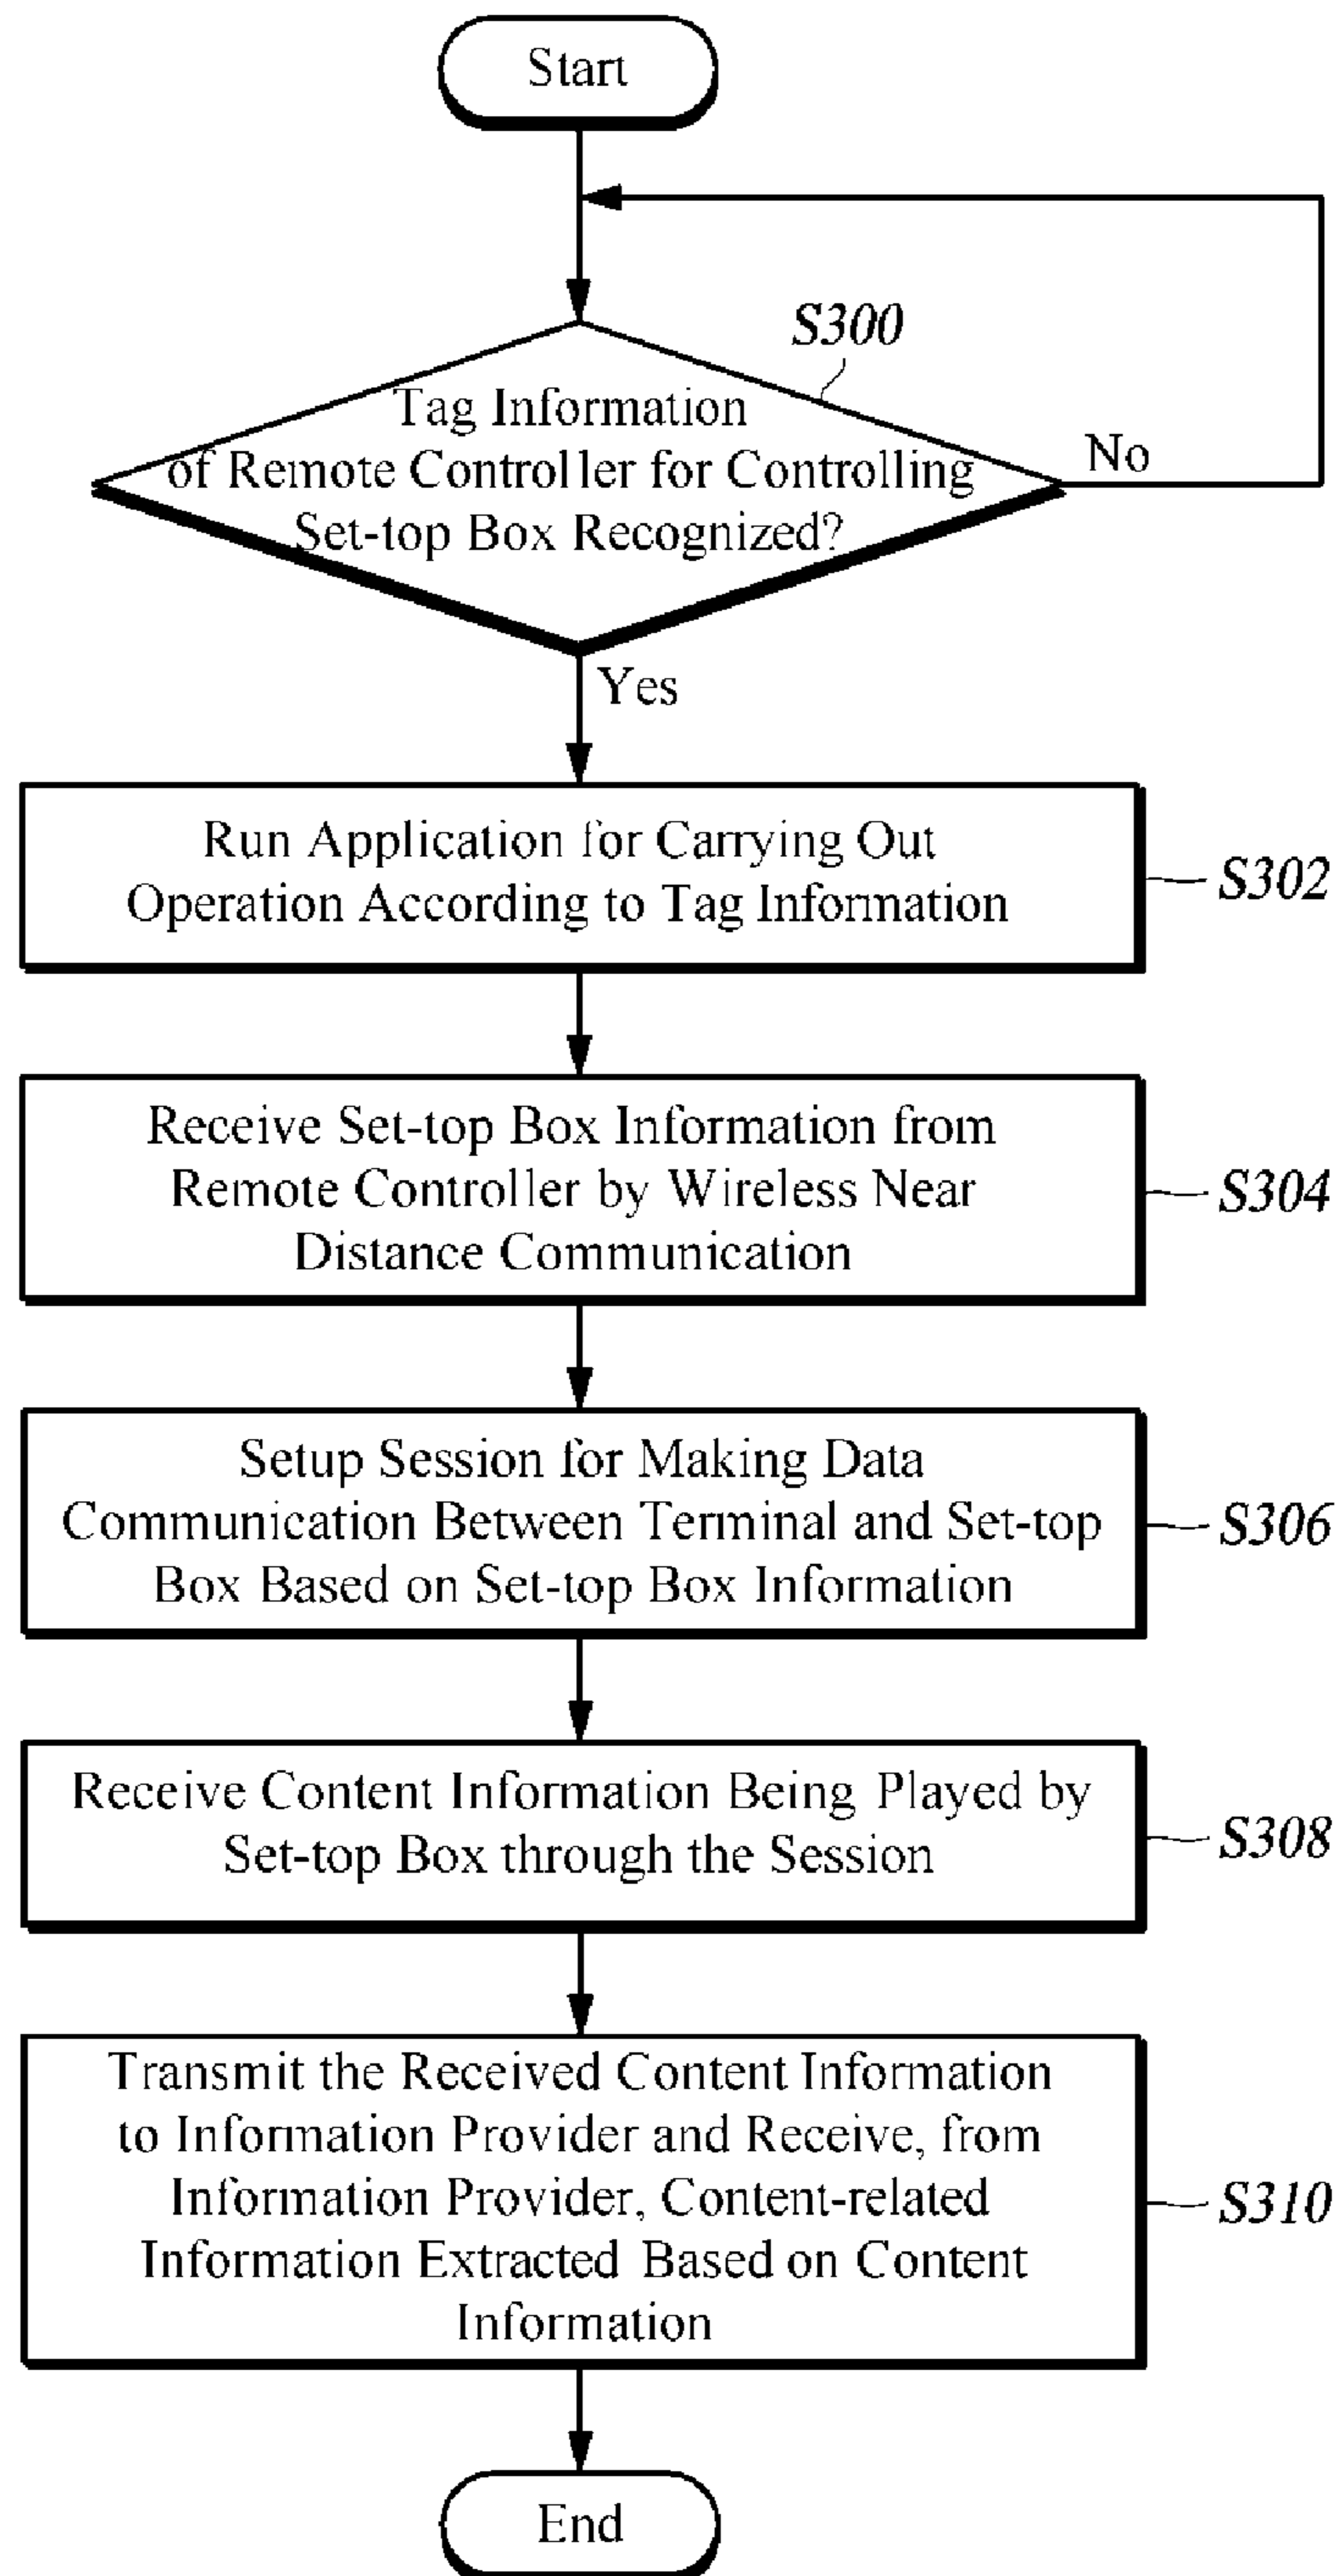 Start
S300
Tag Information
of Remote Controller for Controlling
Set-top Box Recognized?
No
Yes
Run Application for Carrying Out
Operation According to Tag Information
S302
Receive Set-top Box Information from
Remote Controller by Wireless Near
Distance Communication
S304
Setup Session for Making Data
Communication Between Terminal and Set-top
Box Based on Set-top Box Information
S306
Receive Content Information Being Played by
Set-top Box through the Session
S308
Transmit the Received Content Information
to Information Provider and Receive, from
Information Provider, Content-related
Information Extracted Based on Content
Information
S310
End